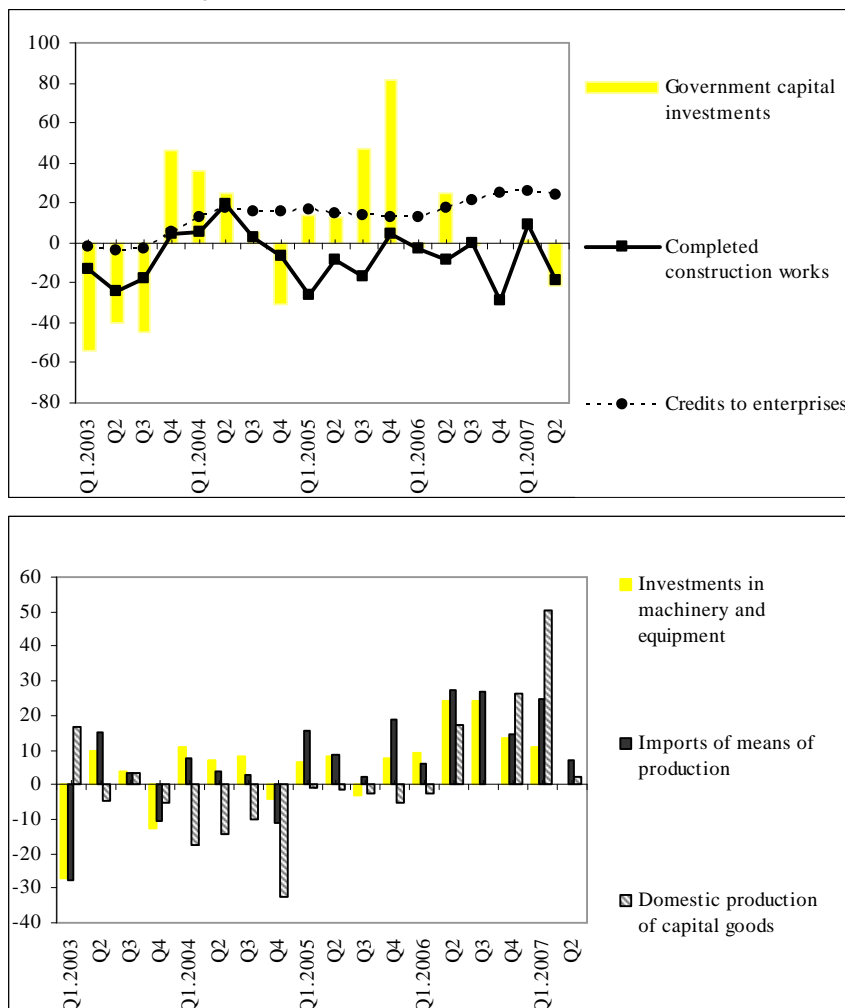 100
80
60
40
20
0
-20
-40
-60
-80
Q1.2003
Q2
Q3
Q4
Q1.2004
Q2
Q3
Q4
Q1.2005
Q2
Q3
Q4
Q1.2006
Q2
Q3
Q4
Q1.2007
Q2
Government capital
investments
Completed
construction works
Credits to enterprises
60
50
40
30
20
10
0
-10
-20
-30
-40
Q1.2003
Q2
Q3
Q4
Q1.2004
Q2
Q3
Q4
Q1.2005
Q2
Q3
Q4
Q1.2006
Q2
Q3
Q4
Q1.2007
Q2
Investments in
machinery and
equipment
Imports of means of
production
Domestic production
of capital goods